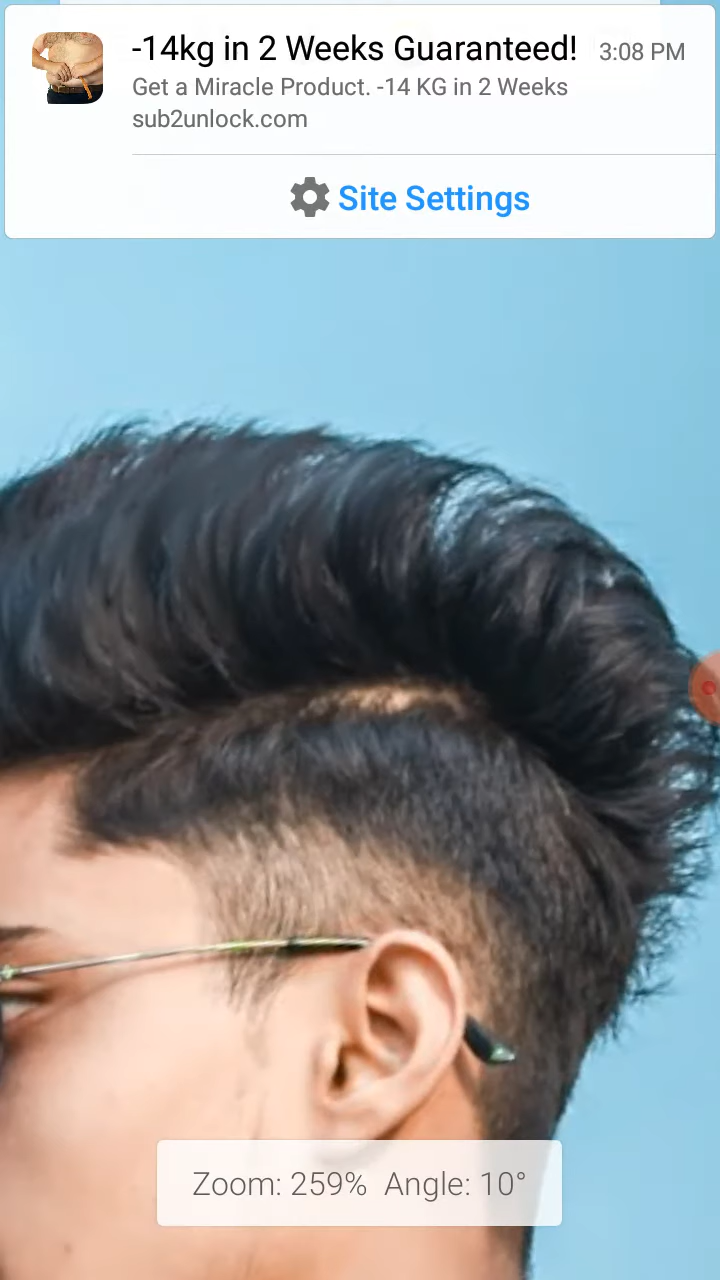 -14kg in 2 Weeks Guaranteed! 3:08 PM
Get a Miracle Product. -14 KG in 2 Weeks
sub2unlock.com
Site Settings
Zoom: 259% Angle: 10°